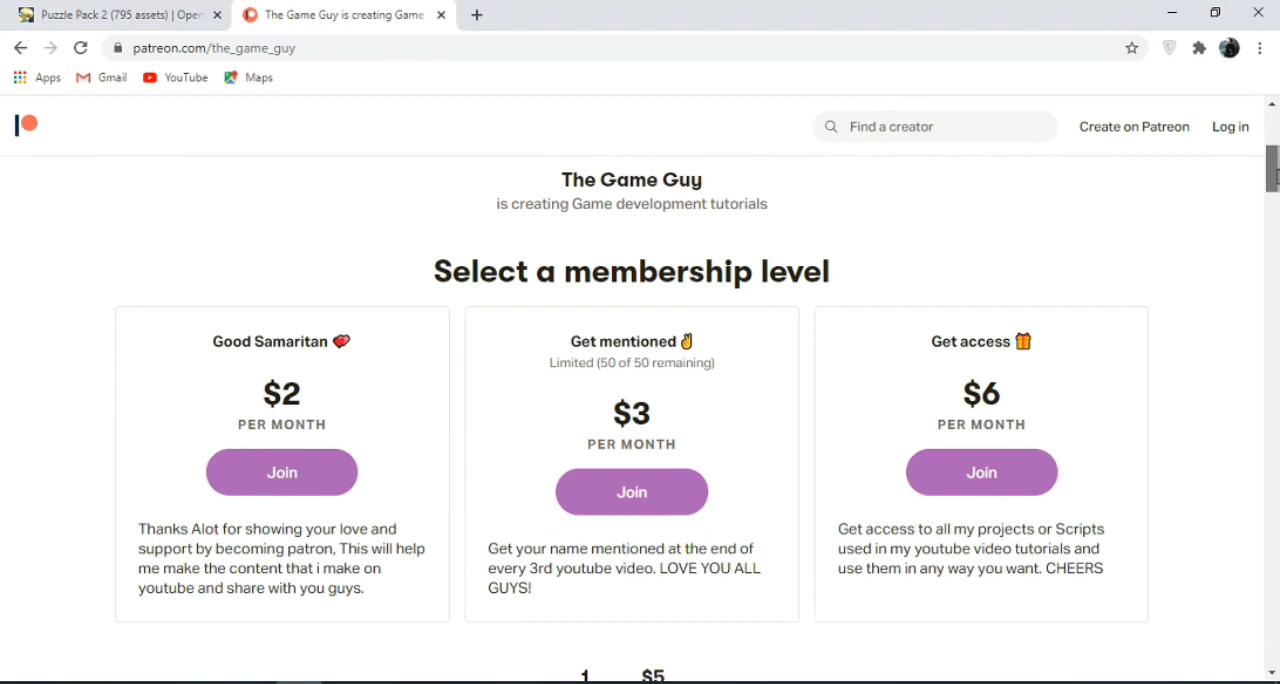 Puzzle Pack 2 (795 assets) | Open
The Game Guy is creating Game
patreon.com/the_game_guy
Apps
Gmail
YouTube
Maps
Find a creator
Create on Patreon
Log in
The Game Guy
is creating Game development tutorials
Select a membership level
Good Samaritan
$2
PER MONTH
Join
Thanks Alot for showing your love and
support by becoming patron, This will help
me make the content that i make on
youtube and share with you guys.
Get mentioned
Limited (50 of 50 remaining)
$3
PER MONTH
Join
Get your name mentioned at the end of
every 3rd youtube video. LOVE YOU ALL
GUYS!
Get access
$6
PER MONTH
Join
Get access to all my projects or Scripts
used in my youtube video tutorials and
use them in any way you want. CHEERS
1
$5